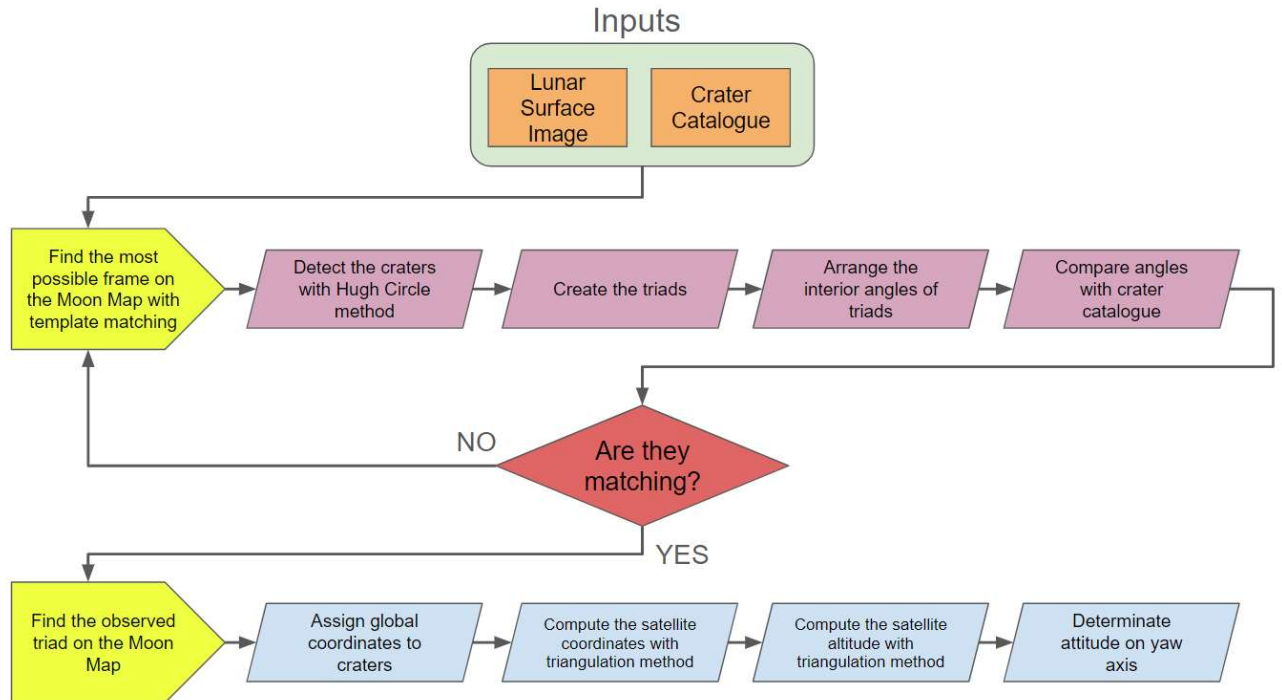 Inputs
Lunar
Surface
Image
Crater
Catalogue
Find the most
possible frame on
the Moon Map with
template matching
Detect the craters
with Hugh Circle
method
Create the triads
Arrange the
interior angles of
triads
Compare angles
with crater
catalogue
NO
Are they
matching?
YES
Find the observed
triad on the Moon
Map
Assign global
coordinates to
craters
Compute the satellite
coordinates with
triangulation method
Compute the satellite
altitude with
triangulation method
Determinate
attitude on yaw
axis